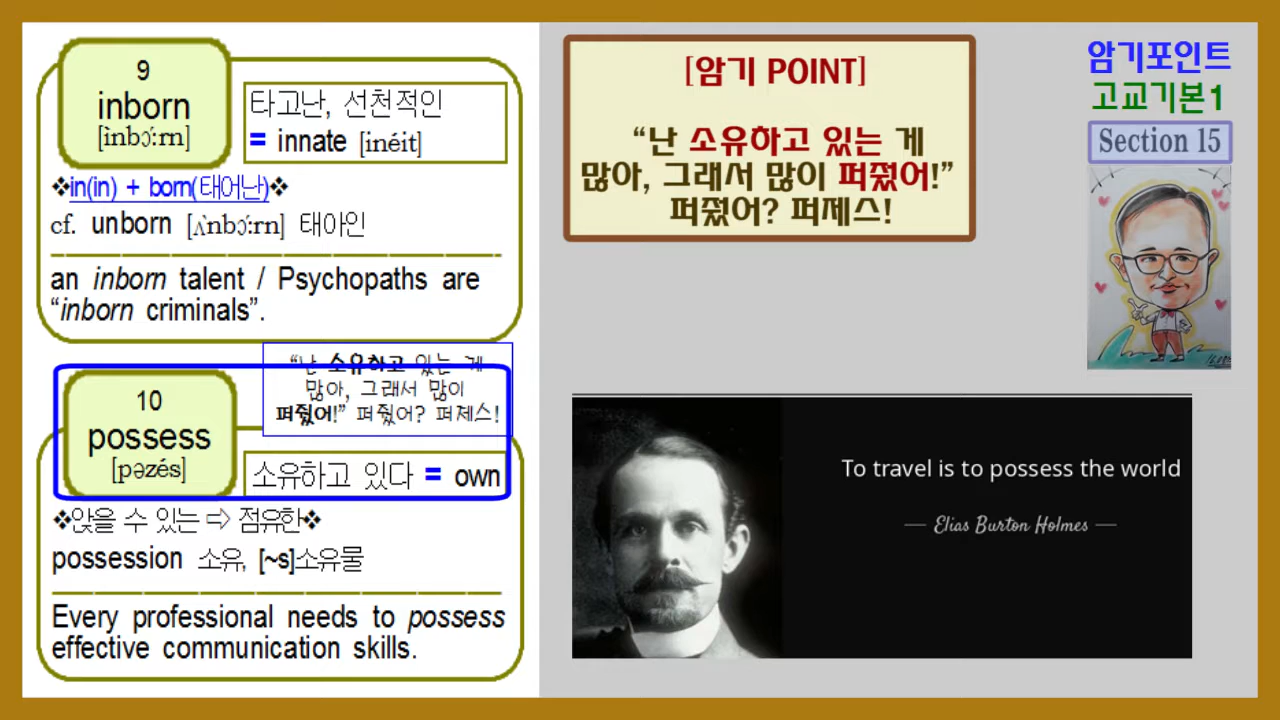 9
inborn
[ìnbɔ́ːrn]
타고난, 선천적인
= innate [inéit]
❖in(in) + born(태어난)❖
cf. unborn [ʌ̀nbɔ́ːrn] 태아인
an inborn talent / Psychopaths are
“inborn criminals”.
“난 소유하고 있는 게
많아, 그래서 많이
퍼줬어!” 퍼줬어? 퍼제스!
10
possess
[pəzés]
소유하고 있다 = own
❖앉을 수 있는 ⇨ 점유한❖
possession 소유, [~s]소유물
Every professional needs to possess
effective communication skills.
[암기 POINT]
“난 소유하고 있는 게
많아, 그래서 많이 퍼줬어!”
퍼줬어? 퍼제스!
암기포인트
고교기본1
Section 15
To travel is to possess the world
— Elias Burton Holmes —